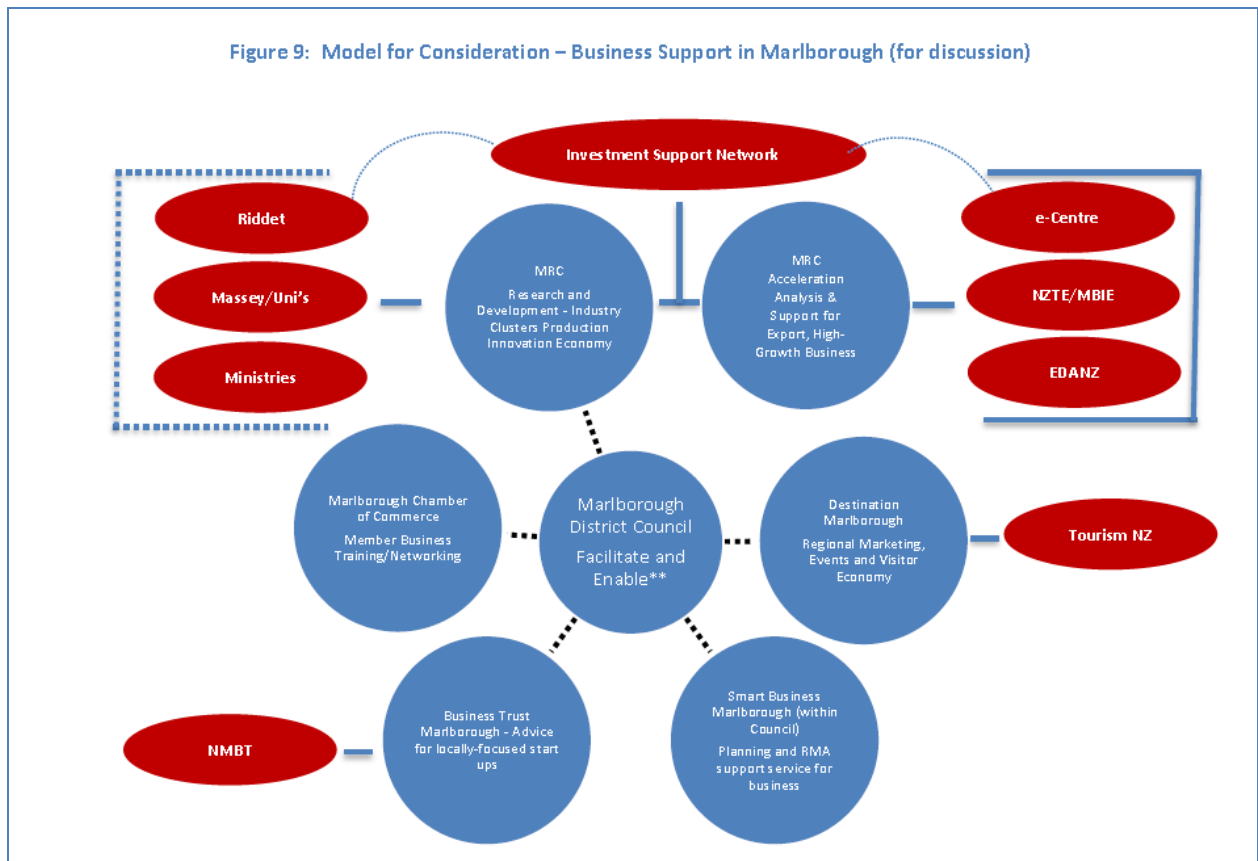 Figure 9: Model for Consideration – Business Support in Marlborough (for discussion)
Investment Support Network
Riddet
Massey/Uni's
Ministries
MRC
Research and
Development - Industry
Clusters Production
Innovation Economy
MRC
Acceleration
Analysis &
Support for
Export, High-
Growth Business
e-Centre
NZTE/MBIE
EDANZ
Marlborough Chamber
of Commerce
Member Business
Training/Networking
Marlborough
District Council
Facilitate and
Enable**
Destination
Marlborough
Regional Marketing,
Events and Visitor
Economy
Tourism NZ
NMBT
Business Trust
Marlborough - Advice
for locally-focused start
ups
Smart Business
Marlborough (within
Council)
Planning and RMA
support service for
business